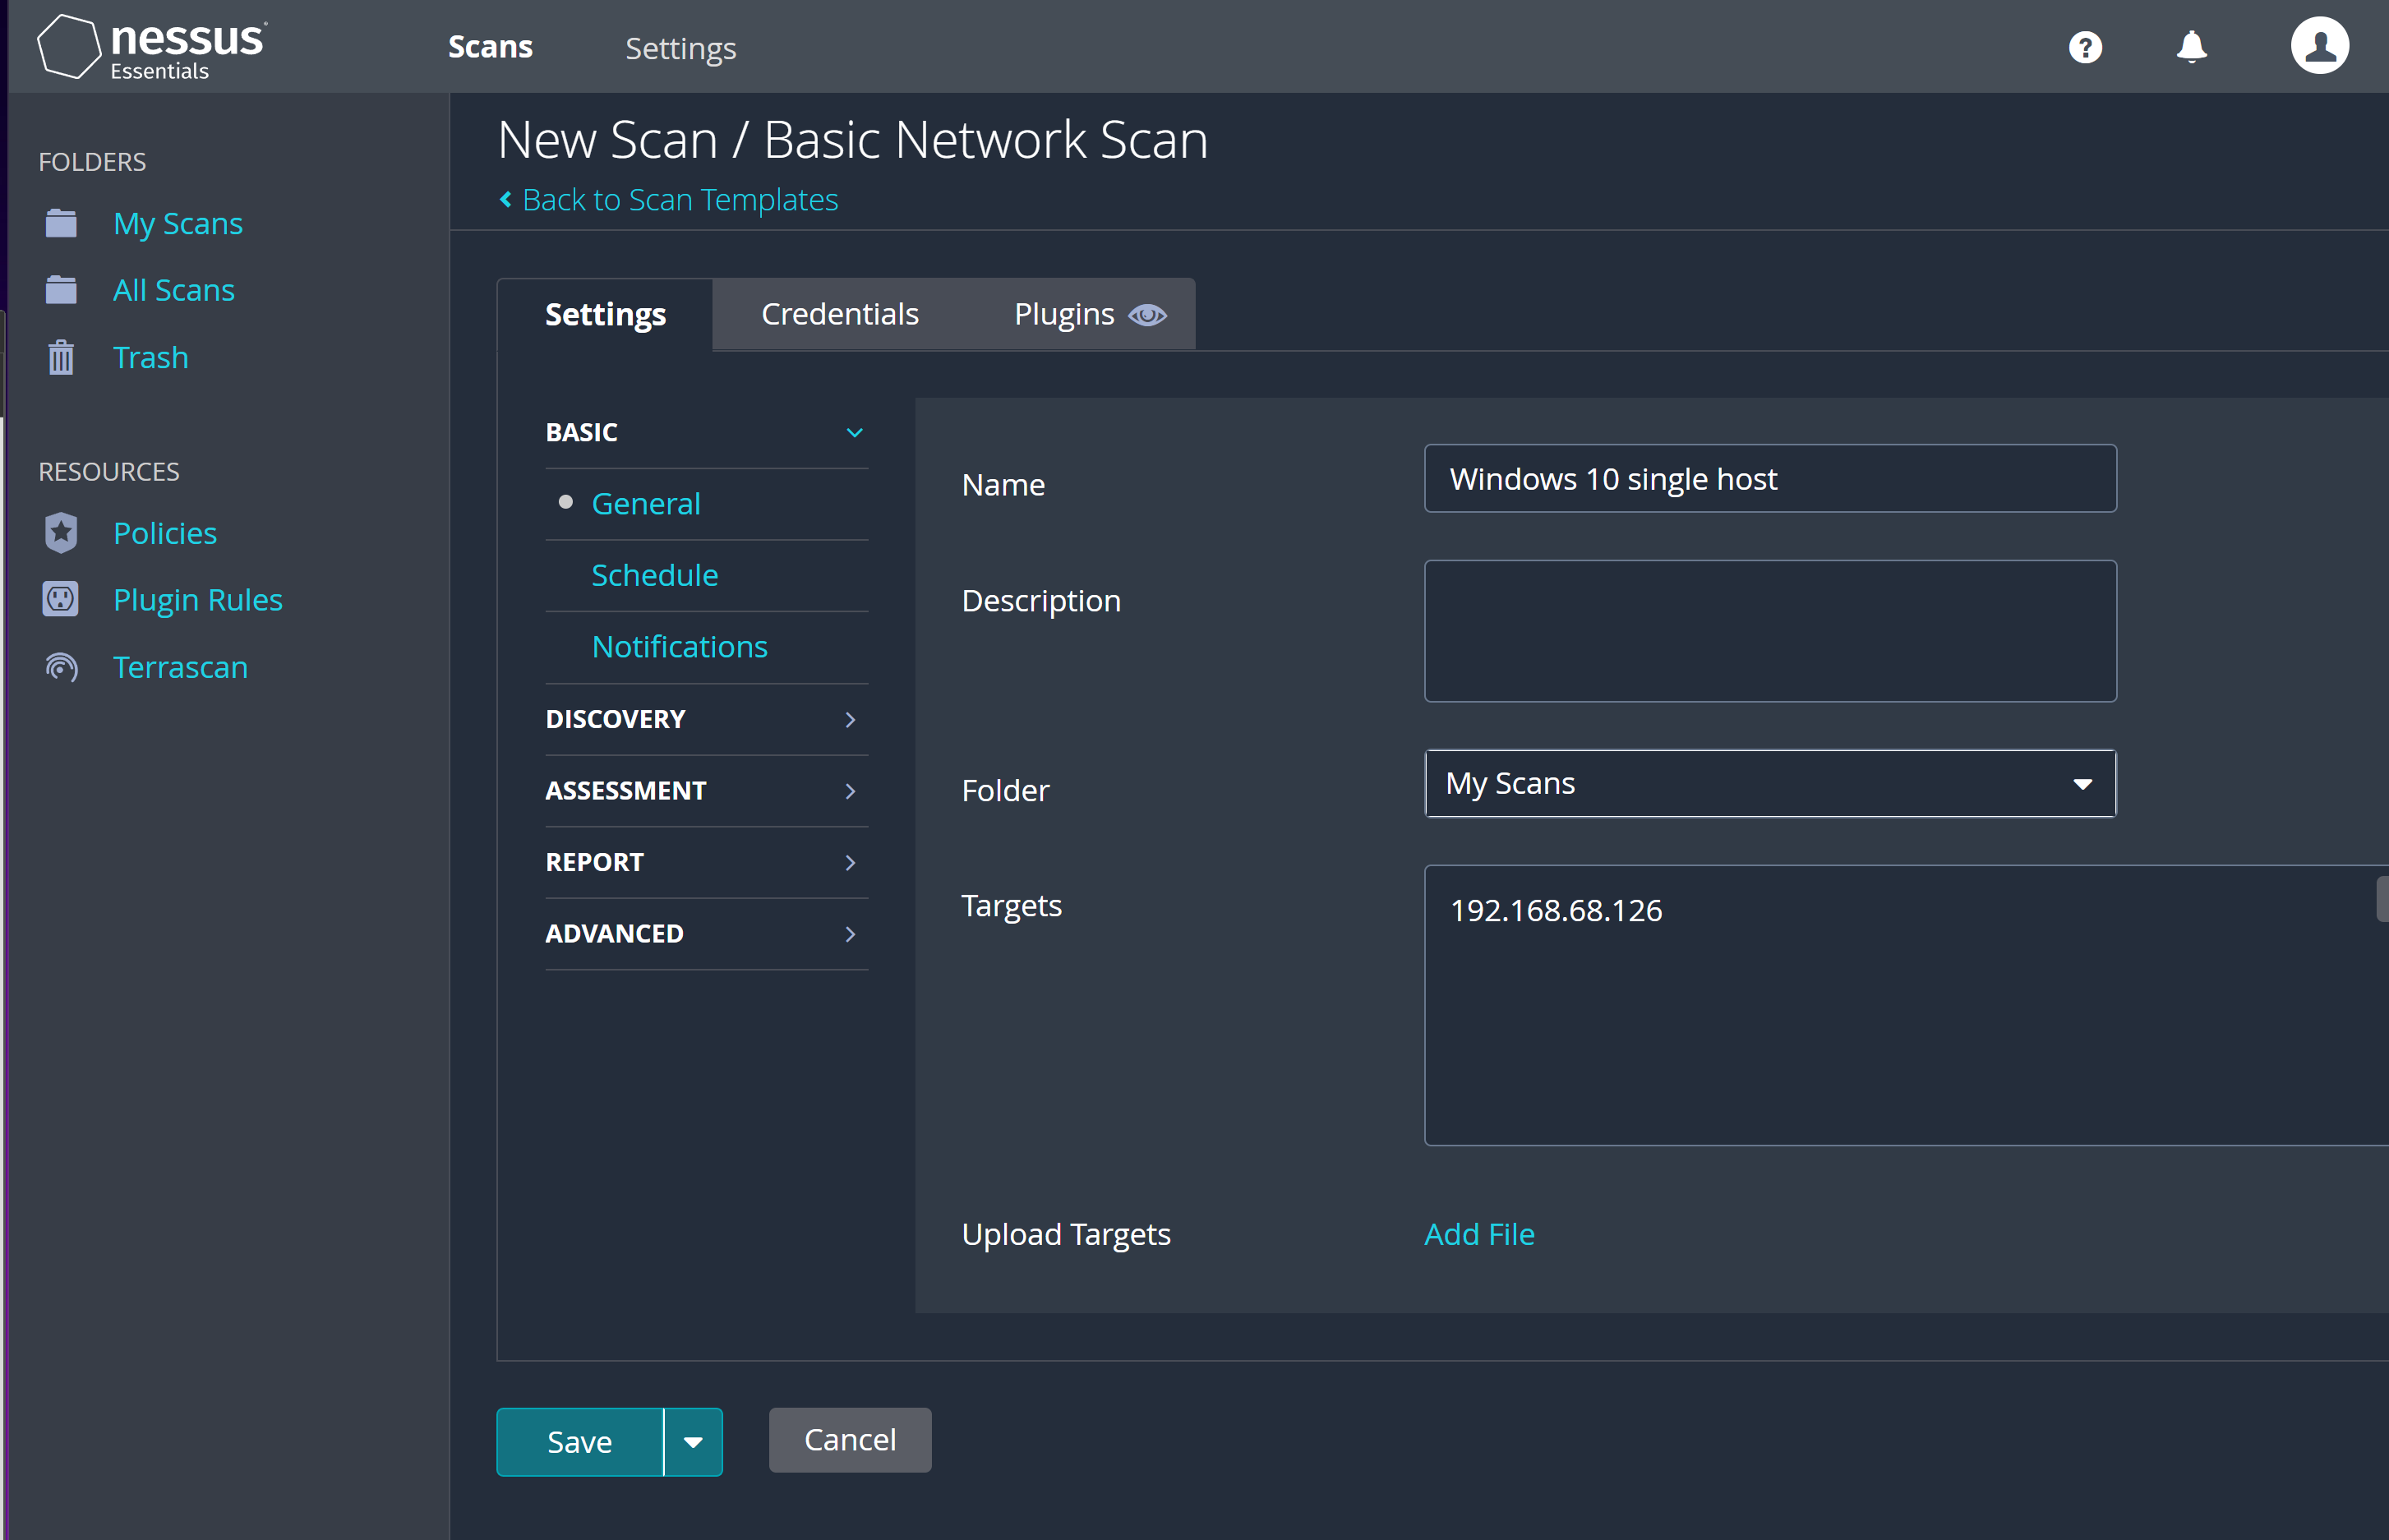 nessus
Essentials
Scans
Settings
FOLDERS
My Scans
All Scans
Trash
RESOURCES
Policies
Plugin Rules
Terrascan
New Scan / Basic Network Scan
Back to Scan Templates
Settings
Credentials
Plugins
BASIC
General
Schedule
Notifications
DISCOVERY
ASSESSMENT
REPORT
ADVANCED
Name
Windows 10 single host
Description
Folder
My Scans
Targets
192.168.68.126
Upload Targets
Add File
Save
Cancel